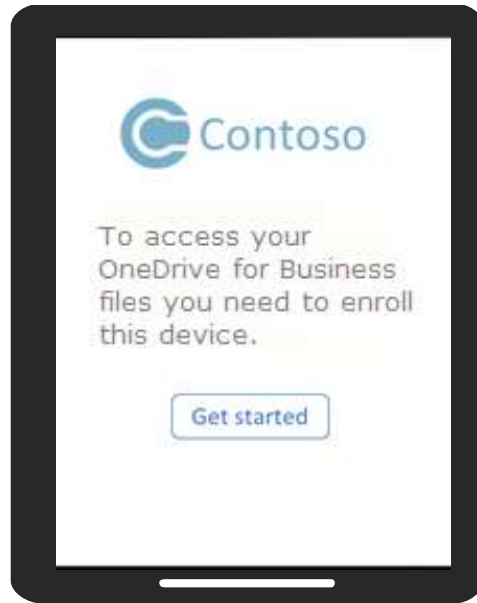 Contoso
To access your
OneDrive for Business
files you need to enroll
this device.
Get started